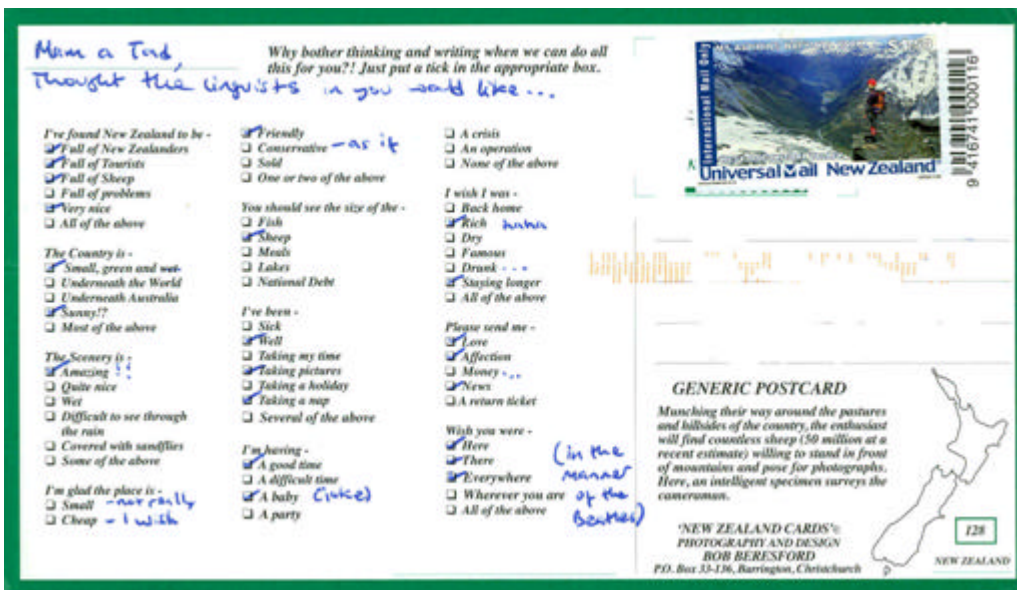 Mam a Tad,
Thought the linguists in you would like...
Why bother thinking and writing when we can do all
this for you?! Just put a tick in the appropriate box.
I've found New Zealand to be -
Full of New Zealanders
Full of Tourists
Full of Sheep
Full of problems
Very nice
All of the above
The Country is -
Small, green and wet
Underneath the World
Underneath Australia
Sunny!?
Most of the above
The Scenery is -
Amazing !!
Quite nice
Wet
Difficult to see through
the rain
Covered with sandflies
Some of the above
I'm glad the place is -
Small - not really
Cheap - I wish
Friendly
Conservative - as if
Sold
One or two of the above
You should see the size of the -
Fish
Sheep
Meals
Lakes
National Debt
I've been -
Sick
Well
Taking my time
Taking pictures
Taking a holiday
Taking a nap
Several of the above
I'm having -
A good time
A difficult time
A baby (joke)
A party
A crisis
An operation
None of the above
I wish I was -
Back home
Rich haha
Dry
Famous
Drunk ...
Staying longer
All of the above
Please send me -
Love
Affection
Money ...
News
A return ticket
Wish you were -
Here
There
Everywhere
Wherever you are
All of the above
(in the
manner
of the
Beatles)
International Mail Only
Universal Mail New Zealand
9 416741 000116
GENERIC POSTCARD
Munching their way around the pastures
and hillsides of the country, the enthusiast
will find countless sheep (50 million at a
recent estimate) willing to stand in front
of mountains and pose for photographs.
Here, an intelligent specimen surveys the
cameraman.
'NEW ZEALAND CARDS'©
PHOTOGRAPHY AND DESIGN
BOB BERESFORD
P.O. Box 33-136, Barrington, Christchurch
128
NEW ZEALAND